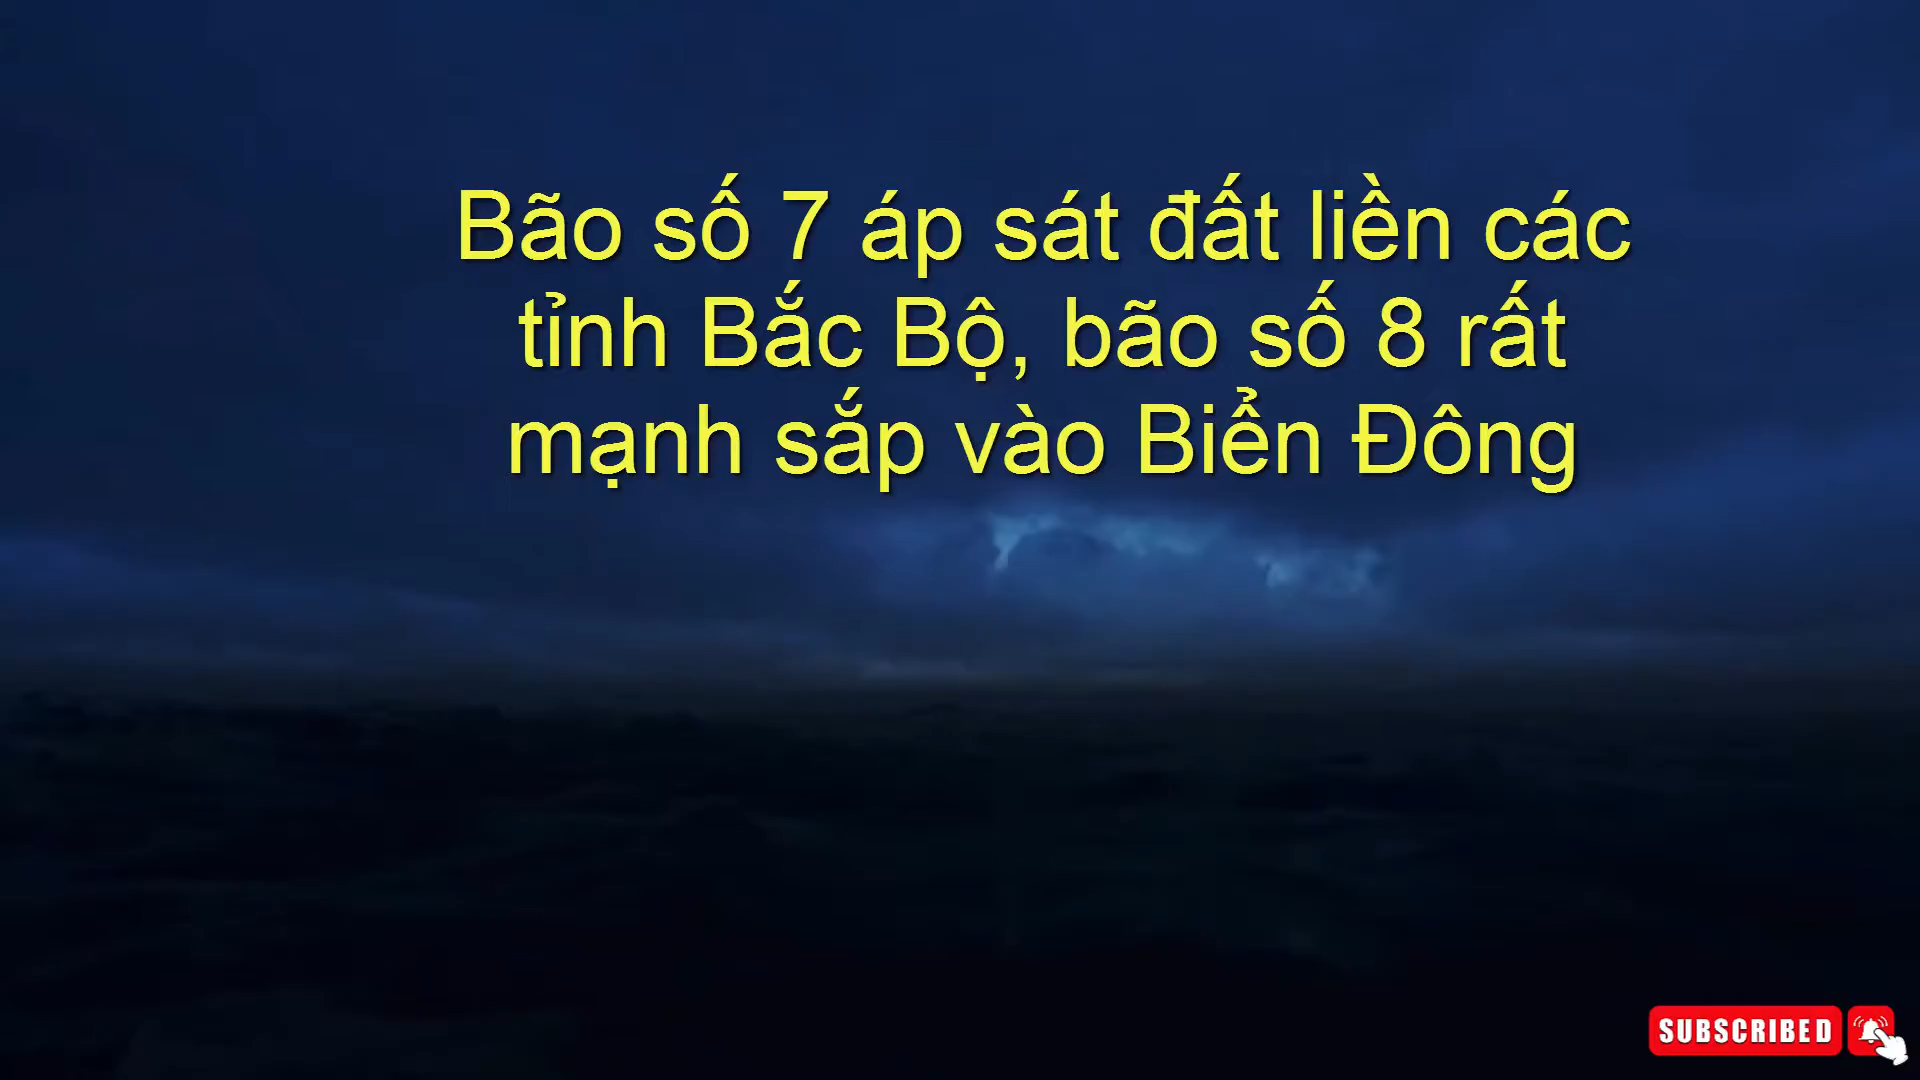 Bão số 7 áp sát đất liền các
tỉnh Bắc Bộ, bão số 8 rất
mạnh sắp vào Biển Đông
SUBSCRIBED